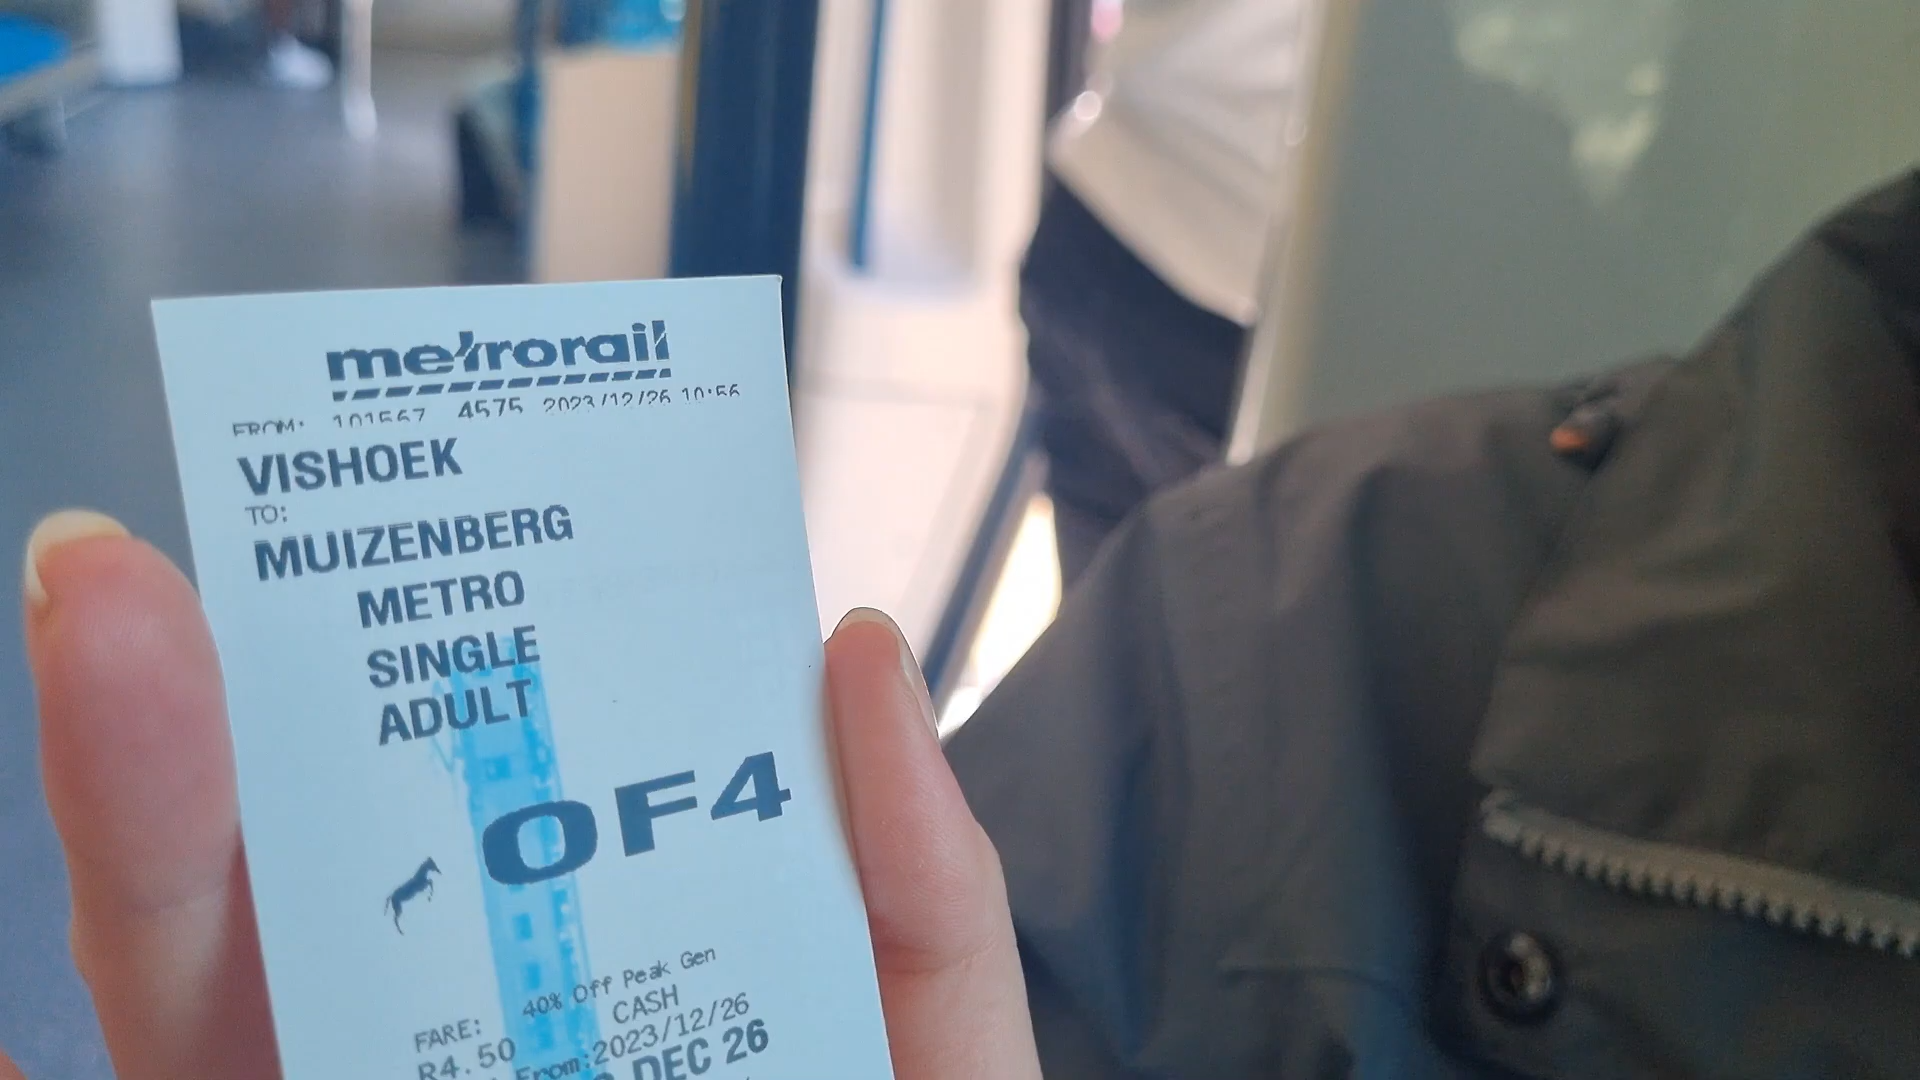 metrorail
FROM: 101567 4575 2023/12/26 10:56
VISHOEK
TO:
MUIZENBERG
METRO
SINGLE
ADULT
OF4
40% Off Peak Gen
FARE: CASH
R4.50 From:2023/12/26
DEC 26